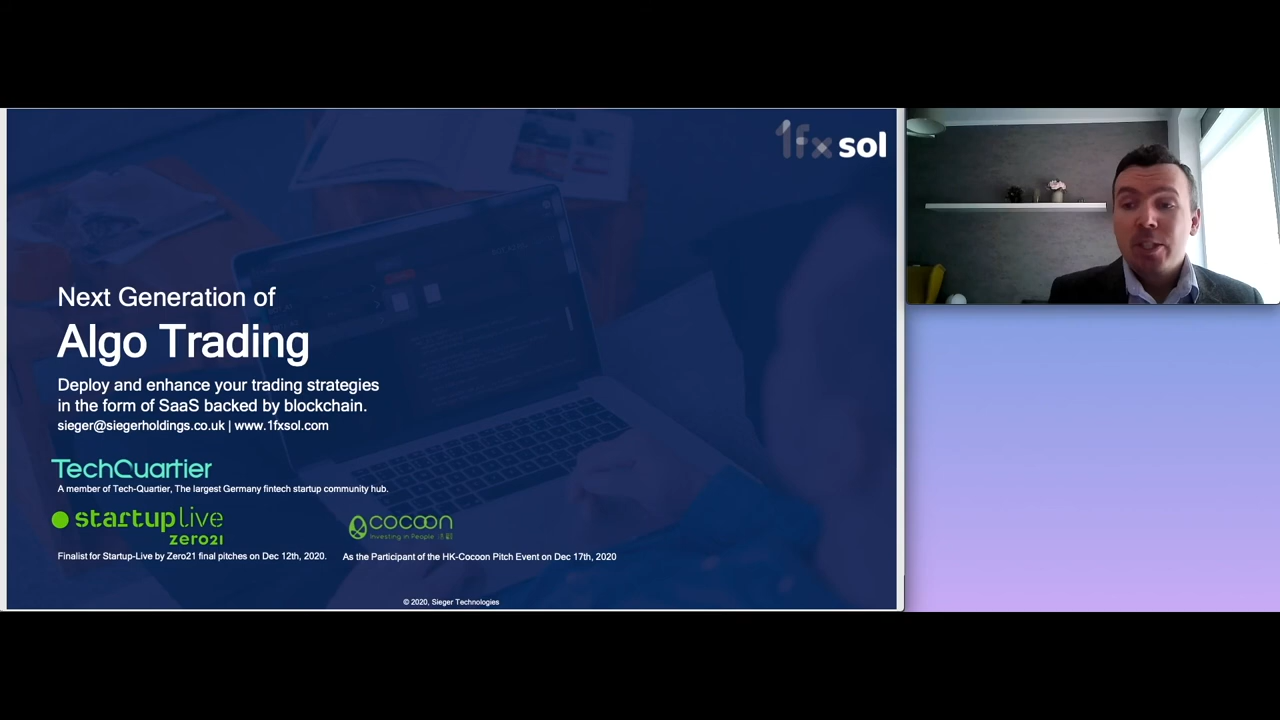 1fx sol
Next Generation of
Algo Trading
Deploy and enhance your trading strategies
in the form of SaaS backed by blockchain.
sieger@siegerholdings.co.uk | www.1fxsol.com
TechQuartier
A member of Tech-Quartier, The largest Germany fintech startup community hub.
startuplive
zero21
Finalist for Startup-Live by Zero21 final pitches on Dec 12th, 2020.
cocoon
Investing in People
As the Participant of the HK-Cocoon Pitch Event on Dec 17th, 2020
© 2020, Sieger Technologies